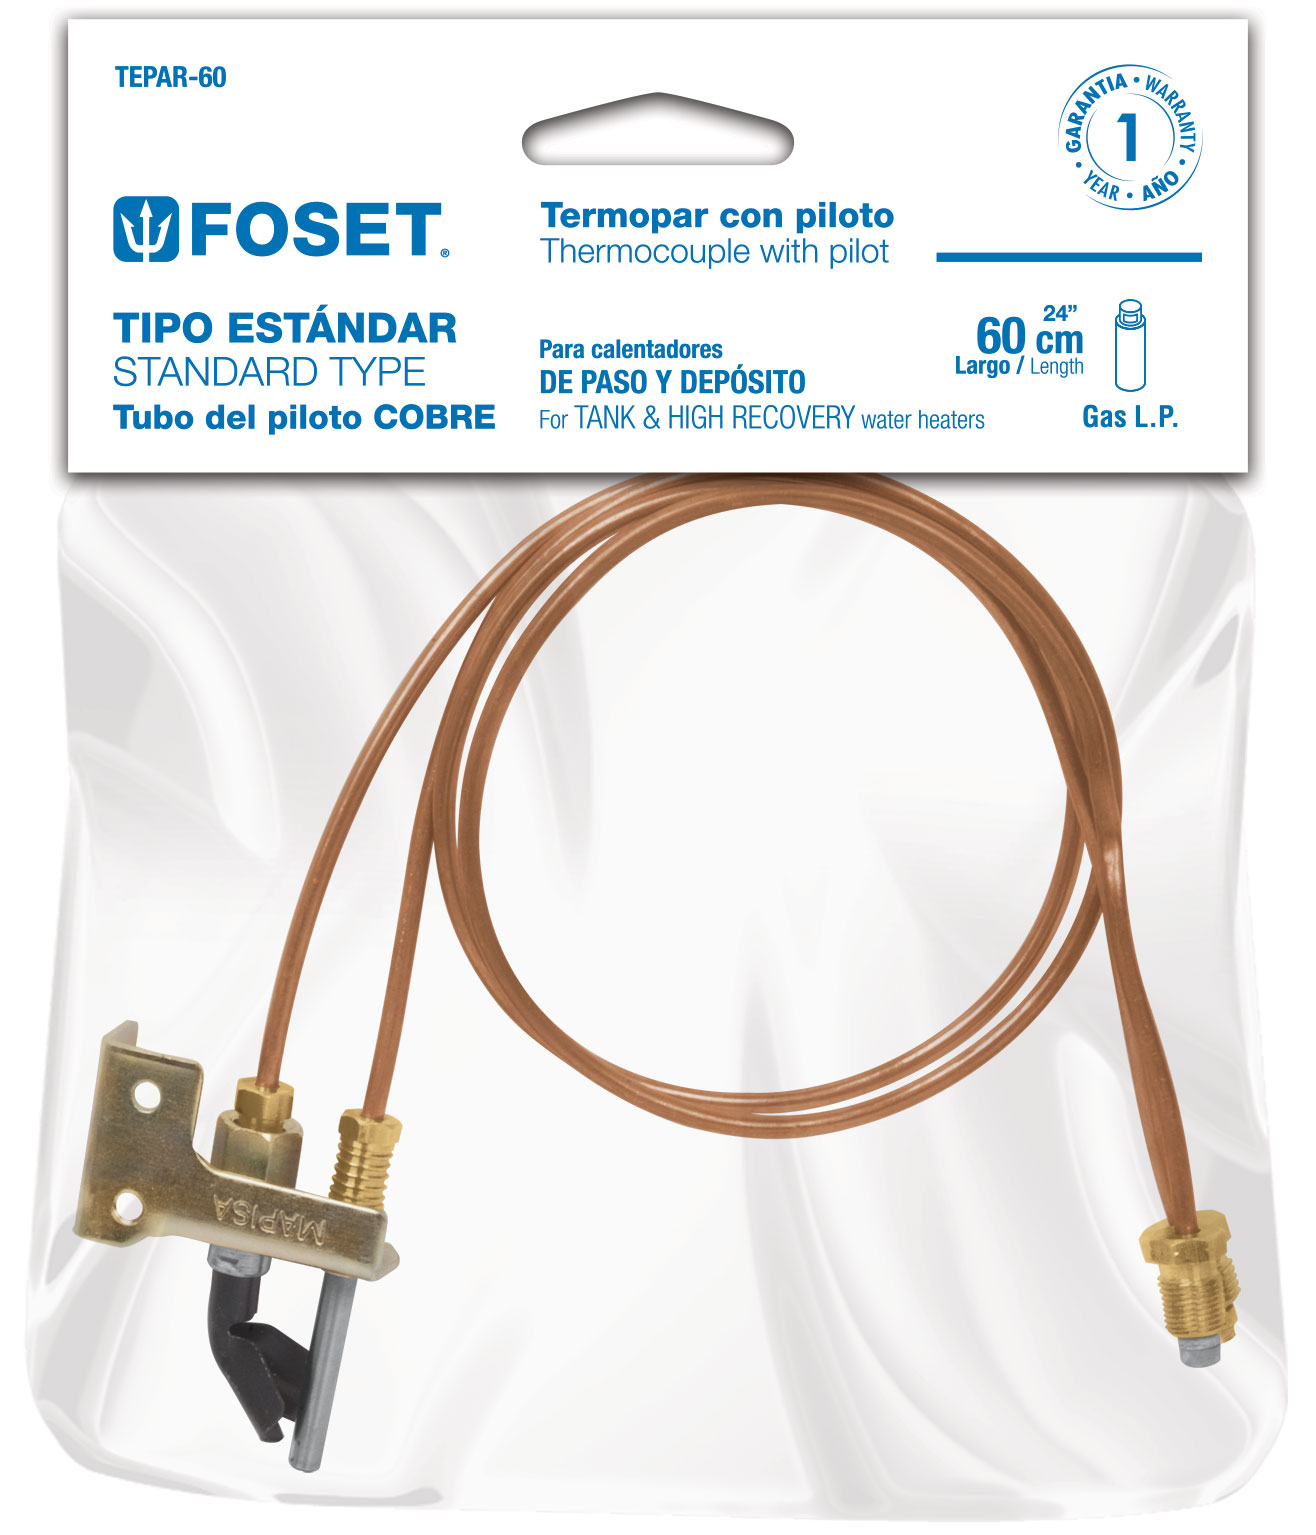 TEPAR-60
GARANTIA • WARRANTY • AÑO • YEAR •
1
FOSET®
Termopar con piloto
Thermocouple with pilot
TIPO ESTÁNDAR
STANDARD TYPE
Tubo del piloto COBRE
Para calentadores
DE PASO Y DEPÓSITO
For TANK & HIGH RECOVERY water heaters
24”
60 cm
Largo / Length
Gas L.P.
MAPISA